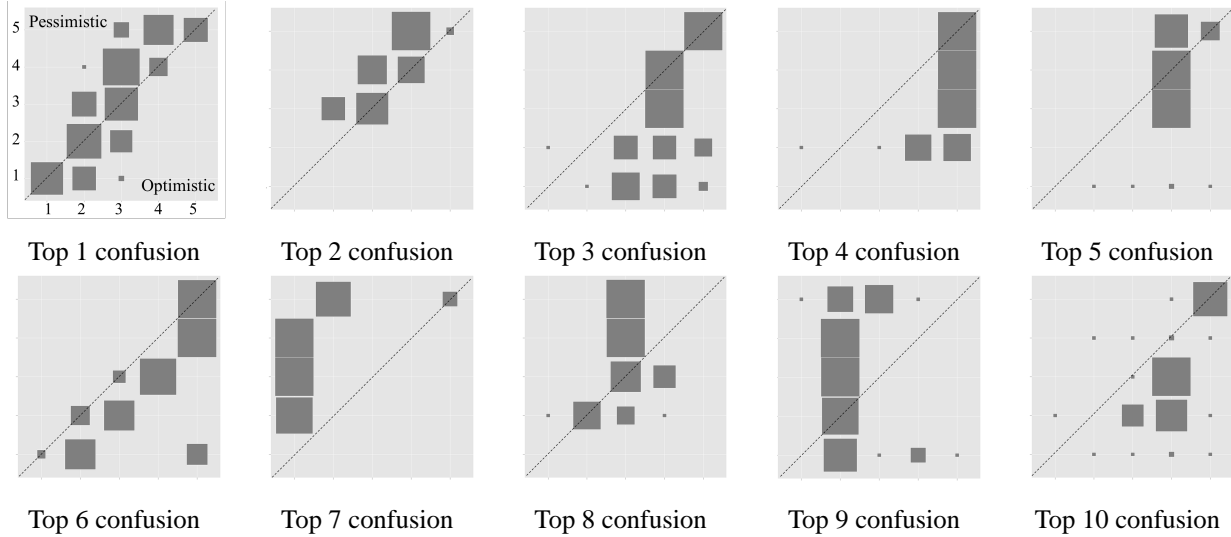 Pessimistic
5
4
3
2
1
Optimistic
1 2 3 4 5
Top 1 confusion Top 2 confusion Top 3 confusion Top 4 confusion Top 5 confusion
Top 6 confusion Top 7 confusion Top 8 confusion Top 9 confusion Top 10 confusion